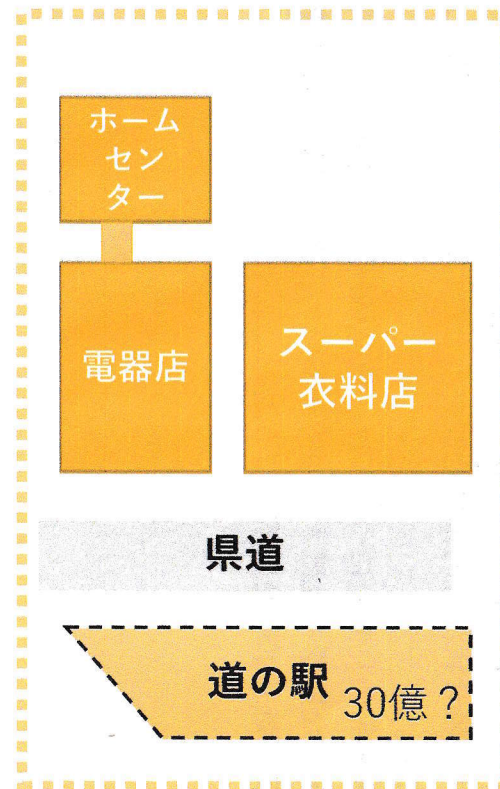 ホーム
セン
ター
電器店
スーパー
衣料店
県道
道の駅 30億?